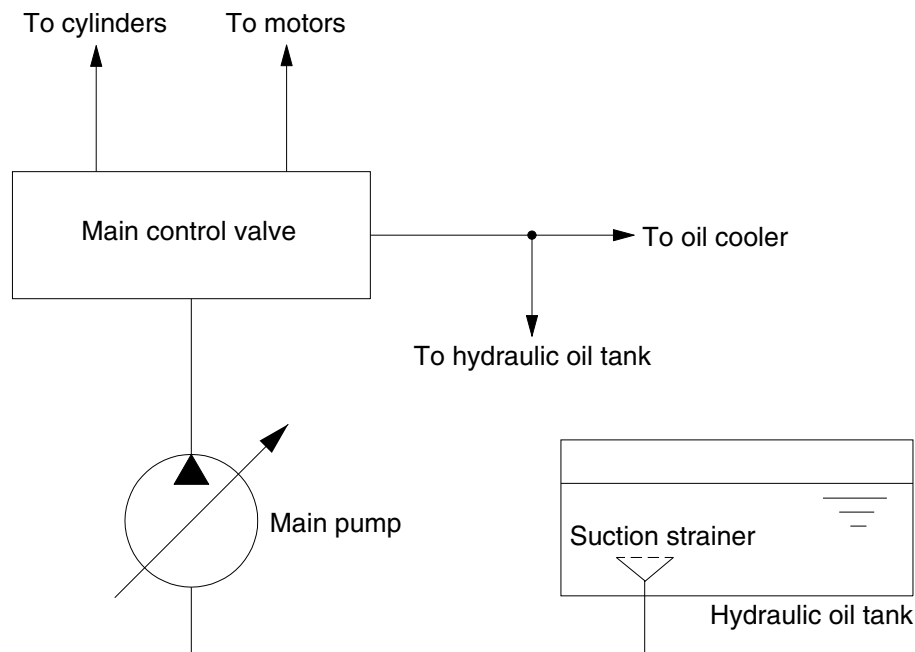 To cylinders
To motors
Main control valve
To oil cooler
To hydraulic oil tank
Main pump
Suction strainer
Hydraulic oil tank